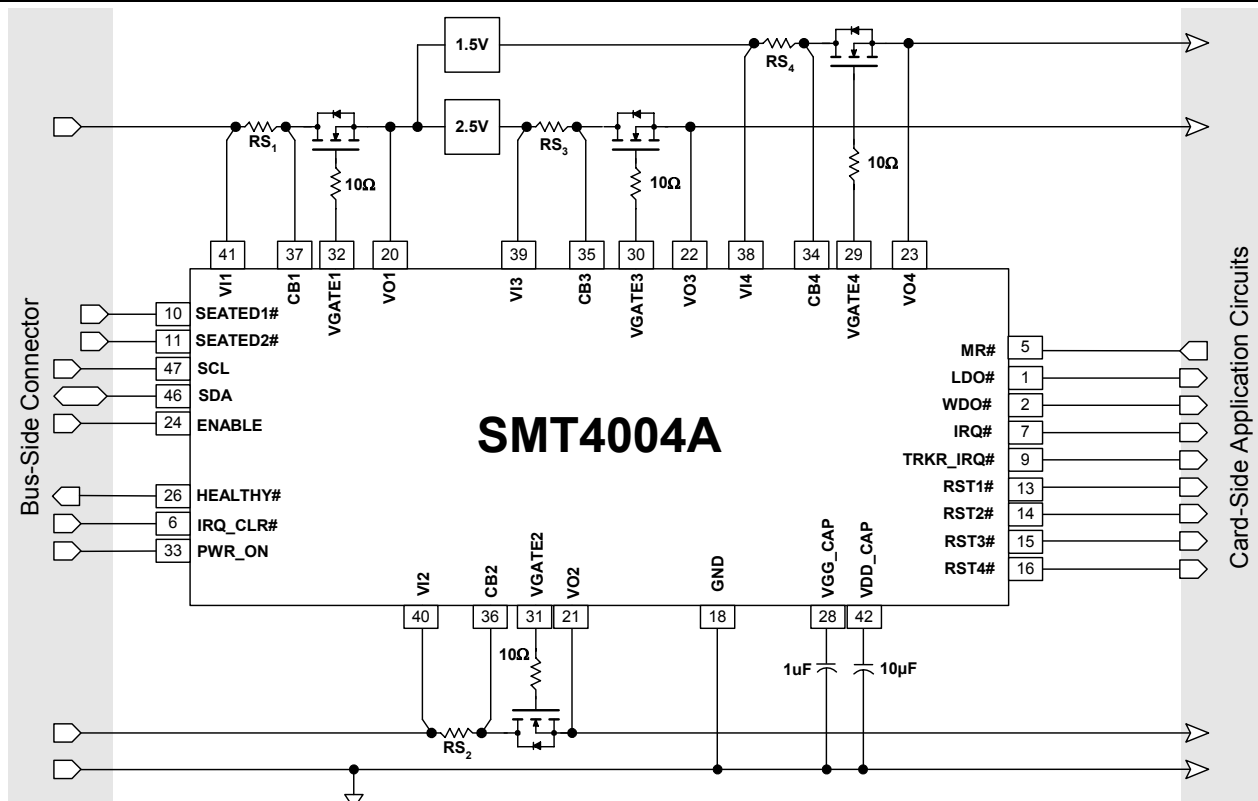 1.5V
RS4
2.5V
RS1
RS3
10Ω
10Ω
10Ω
41
37
32
20
39
35
30
22
38
34
29
23
VI1
CB1
VGATE1
VO1
VI3
CB3
VGATE3
VO3
VI4
CB4
VGATE4
VO4
Bus-Side Connector
10 SEATED1#
11 SEATED2#
47 SCL
46 SDA
24 ENABLE
26 HEALTHY#
6 IRQ_CLR#
33 PWR_ON
SMT4004A
MR# 5
LDO# 1
WDO# 2
IRQ# 7
TRKR_IRQ# 9
RST1# 13
RST2# 14
RST3# 15
RST4# 16
Card-Side Application Circuits
VI2
CB2
VGATE2
VO2
GND
VGG_CAP
VDD_CAP
40
36
31
21
18
28
42
10Ω
1uF
10µF
RS2